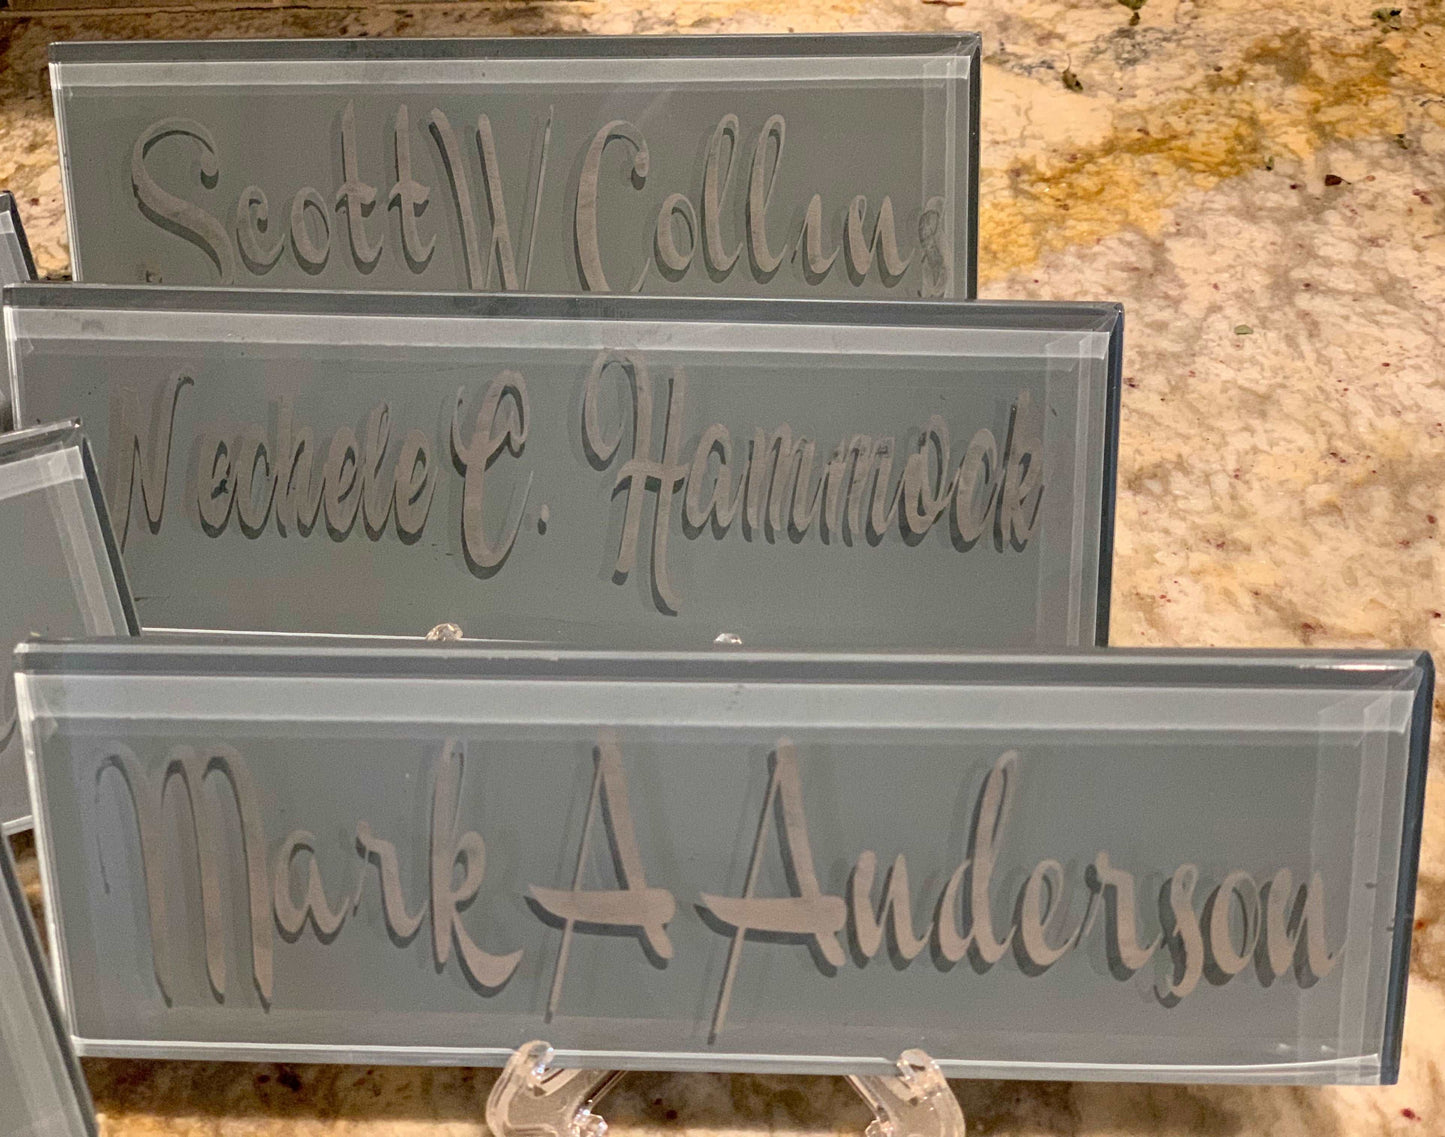 Scott W Collins
Nechele C. Hammock
Mark A Anderson